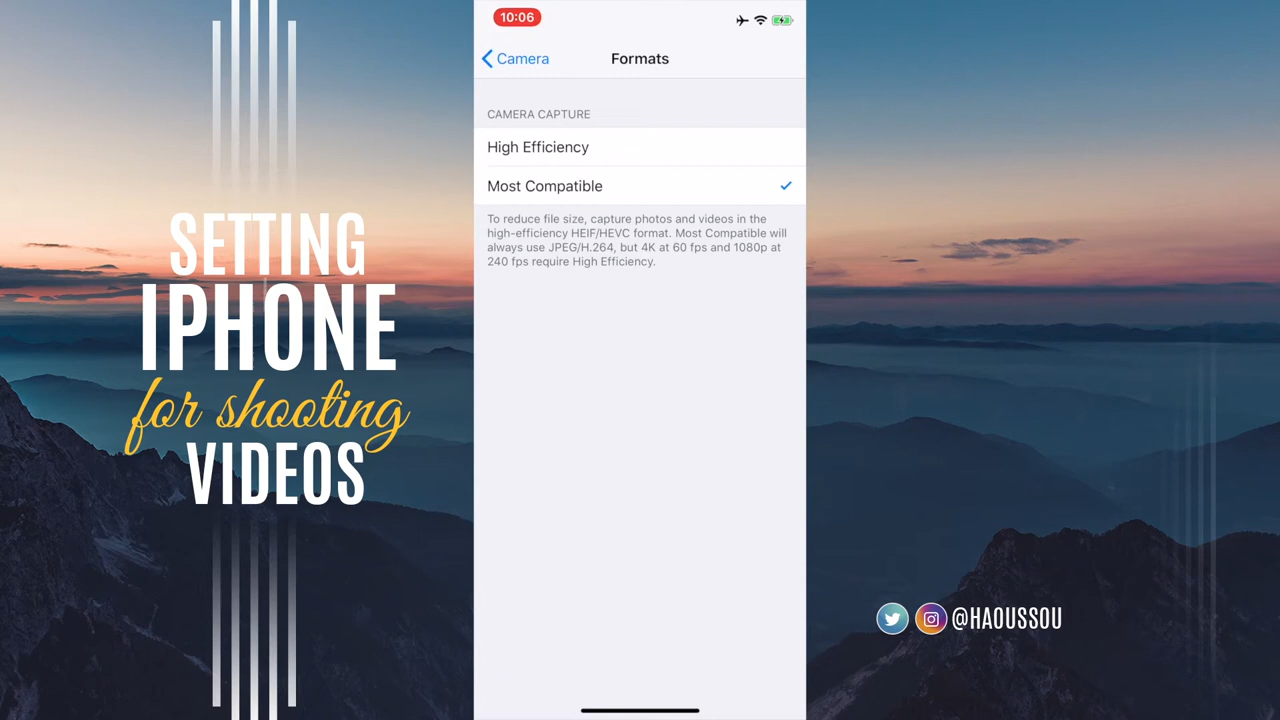 SETTING
IPHONE
for shooting
VIDEOS
10:06
Camera
Formats
CAMERA CAPTURE
High Efficiency
Most Compatible
To reduce file size, capture photos and videos in the
high-efficiency HEIF/HEVC format. Most Compatible will
always use JPEG/H.264, but 4K at 60 fps and 1080p at
240 fps require High Efficiency.
@HAOUSSOU